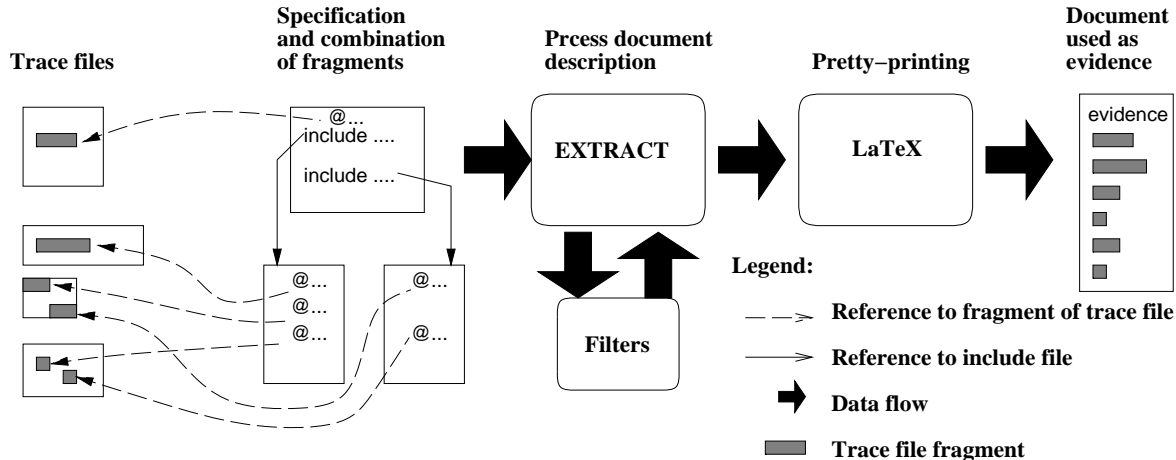 Trace files
Specification
and combination
of fragments
Prcess document
description
Pretty−printing
Document
used as
evidence
@...
include ....
include ....
@...
@...
@...
@...
@...
EXTRACT
Filters
LaTeX
evidence
Legend:
Reference to fragment of trace file
Reference to include file
Data flow
Trace file fragment